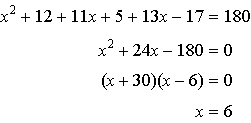 x² + 12 + 11x + 5 + 13x − 17 = 180
x² + 24x − 180 = 0
(x + 30)(x − 6) = 0
x = 6